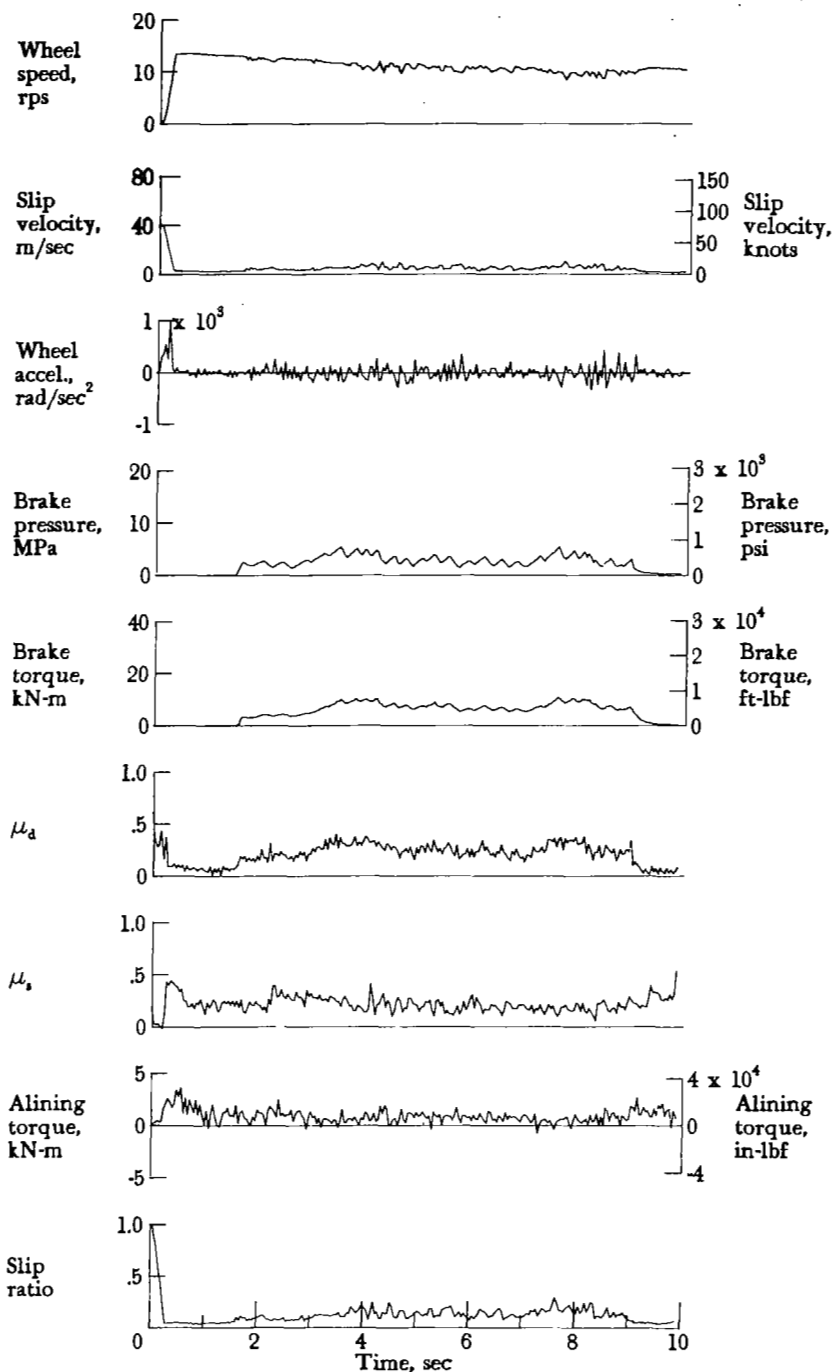 Wheel speed, rps
20
10
0
Slip velocity, m/sec
80
40
0
150
100
50
0
Slip velocity, knots
Wheel accel., rad/sec²
1 x 10³
0
-1
Brake pressure, MPa
20
10
0
3 x 10³
2
1
0
Brake pressure, psi
Brake torque, kN-m
40
20
0
3 x 10⁴
2
1
0
Brake torque, ft-lbf
μd
1.0
.5
0
μs
1.0
.5
0
Alining torque, kN-m
5
0
-5
4 x 10⁴
0
-4
Alining torque, in-lbf
Slip ratio
1.0
.5
0 2 4 6 8 10
Time, sec